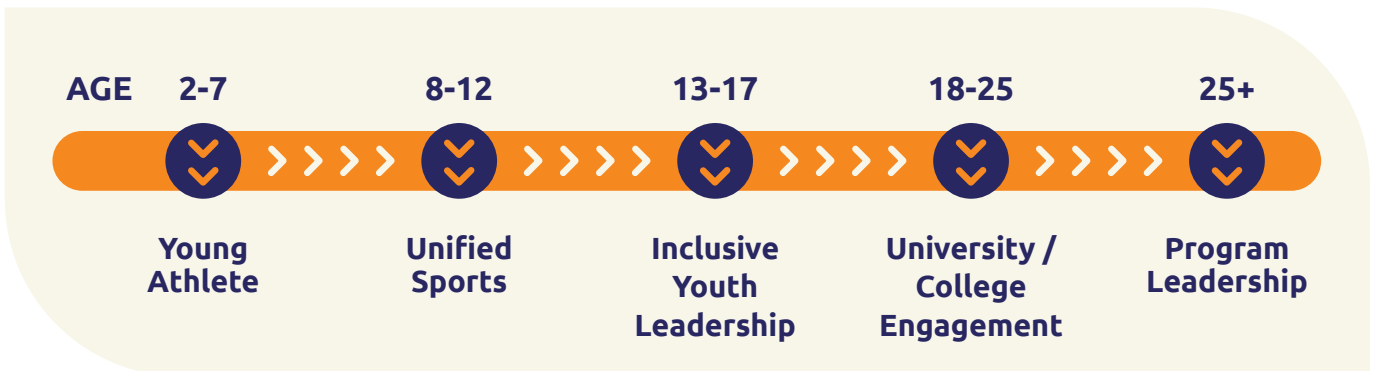 AGE 2-7 8-12 13-17 18-25 25+
Young
Athlete
Unified
Sports
Inclusive
Youth
Leadership
University /
College
Engagement
Program
Leadership